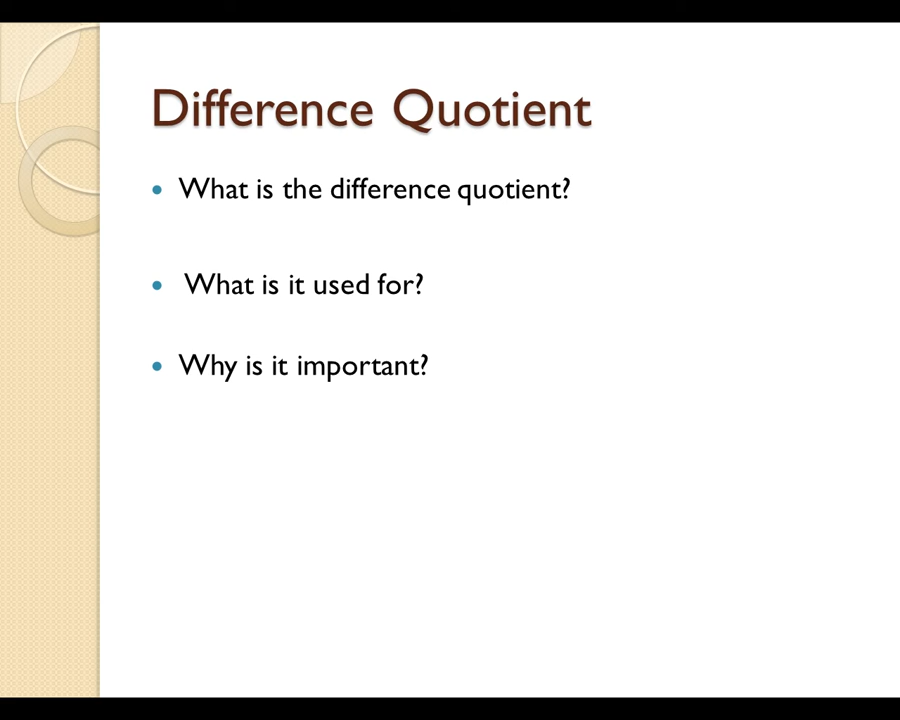 Difference Quotient
• What is the difference quotient?
• What is it used for?
• Why is it important?